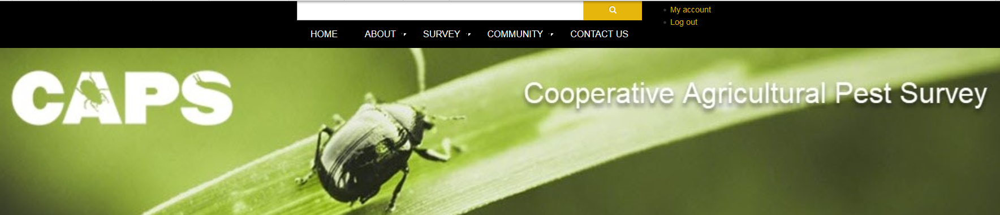 My account
Log out
HOME ABOUT SURVEY COMMUNITY CONTACT US
CAPS
Cooperative Agricultural Pest Survey